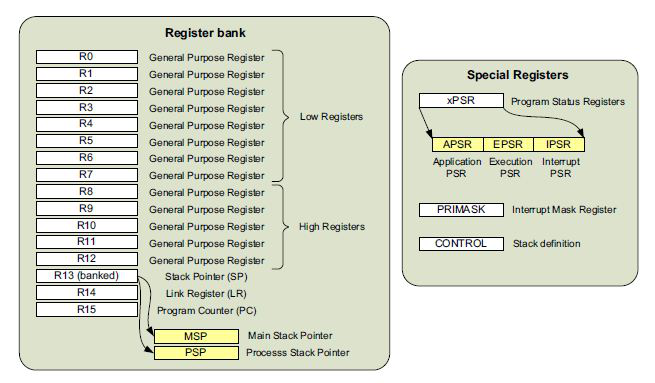 Register bank
R0 General Purpose Register
R1 General Purpose Register
R2 General Purpose Register
R3 General Purpose Register
R4 General Purpose Register
R5 General Purpose Register
R6 General Purpose Register
R7 General Purpose Register
Low Registers
R8 General Purpose Register
R9 General Purpose Register
R10 General Purpose Register
R11 General Purpose Register
R12 General Purpose Register
High Registers
R13 (banked) Stack Pointer (SP)
R14 Link Register (LR)
R15 Program Counter (PC)
MSP Main Stack Pointer
PSP Processs Stack Pointer
Special Registers
xPSR Program Status Registers
APSR EPSR IPSR
Application Execution Interrupt
PSR PSR PSR
PRIMASK Interrupt Mask Register
CONTROL Stack definition